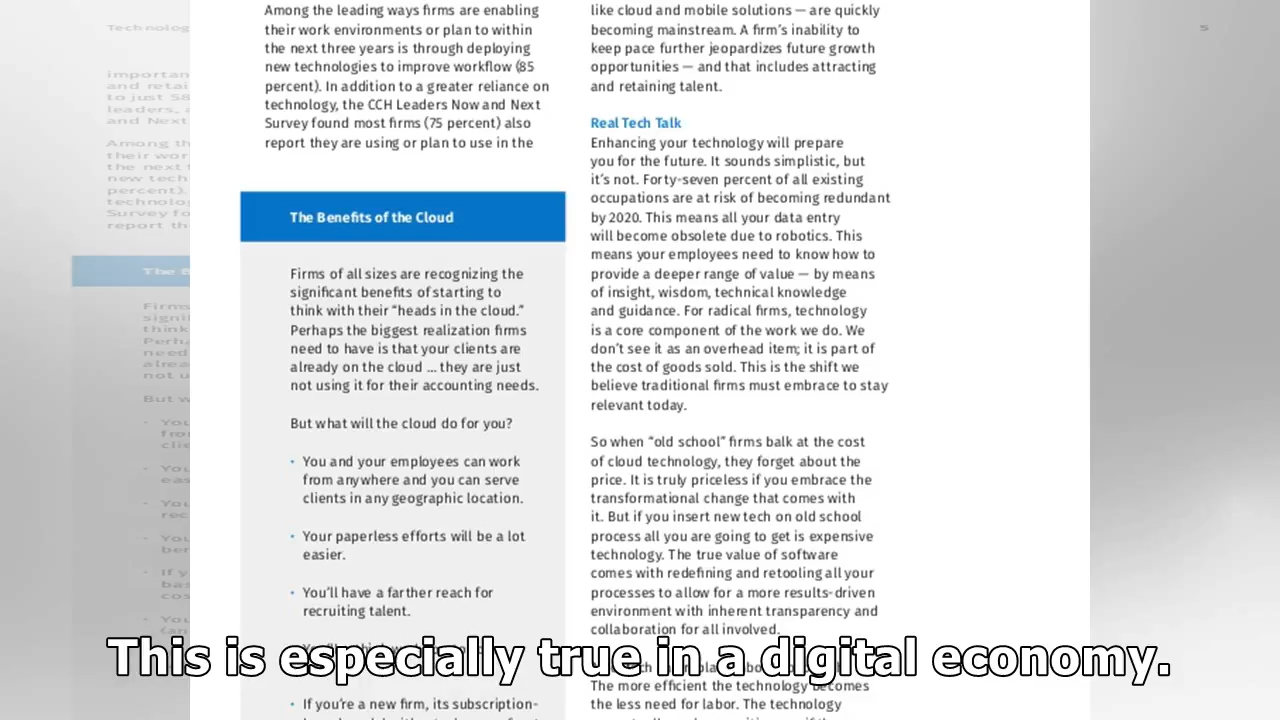 Among the leading ways firms are enabling
their work environments or plan to within
the next three years is through deploying
new technologies to improve workflow (85
percent). In addition to a greater reliance on
technology, the CCH Leaders Now and Next
Survey found most firms (75 percent) also
report they are using or plan to use in the
The Benefits of the Cloud
Firms of all sizes are recognizing the
significant benefits of starting to
think with their “heads in the cloud.”
Perhaps the biggest realization firms
need to have is that your clients are
already on the cloud ... they are just
not using it for their accounting needs.
But what will the cloud do for you?
• You and your employees can work
from anywhere and you can serve
clients in any geographic location.
• Your paperless efforts will be a lot
easier.
• You’ll have a farther reach for
recruiting talent.
• If you’re a new firm, its subscription-
like cloud and mobile solutions — are quickly
becoming mainstream. A firm’s inability to
keep pace further jeopardizes future growth
opportunities — and that includes attracting
and retaining talent.
Real Tech Talk
Enhancing your technology will prepare
you for the future. It sounds simplistic, but
it’s not. Forty-seven percent of all existing
occupations are at risk of becoming redundant
by 2020. This means all your data entry
will become obsolete due to robotics. This
means your employees need to know how to
provide a deeper range of value — by means
of insight, wisdom, technical knowledge
and guidance. For radical firms, technology
is a core component of the work we do. We
don’t see it as an overhead item; it is part of
the cost of goods sold. This is the shift we
believe traditional firms must embrace to stay
relevant today.
So when “old school” firms balk at the cost
of cloud technology, they forget about the
price. It is truly priceless if you embrace the
transformational change that comes with
it. But if you insert new tech on old school
process all you are going to get is expensive
technology. The true value of software
comes with redefining and retooling all your
processes to allow for a more results-driven
environment with inherent transparency and
collaboration for all involved.
The more efficient the technology becomes
the less need for labor. The technology
This is especially true in a digital economy.
5